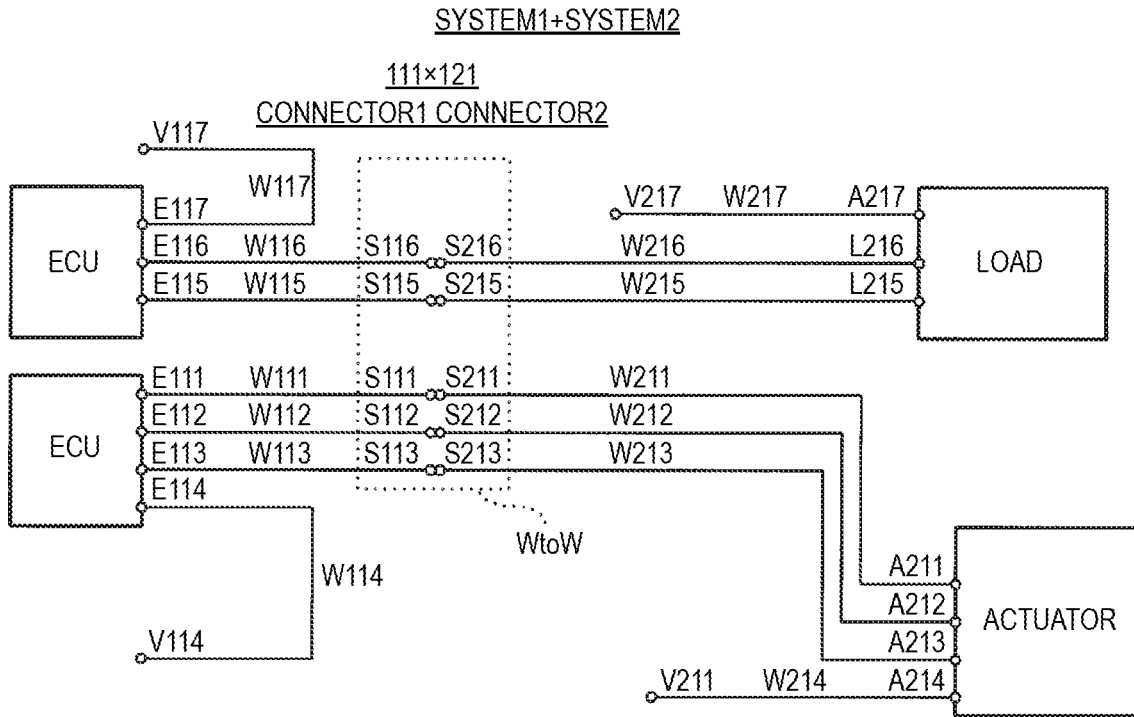 SYSTEM1+SYSTEM2
111×121
CONNECTOR1 CONNECTOR2
V117
W117
V217 W217 A217
E117
ECU
E116 W116 S116 S216 W216 L216
LOAD
E115 W115 S115 S215 W215 L215
E111 W111 S111 S211 W211
E112 W112 S112 S212 W212
ECU
E113 W113 S113 S213 W213
E114
WtoW
W114
A211
A212
ACTUATOR
V114
A213
V211 W214 A214